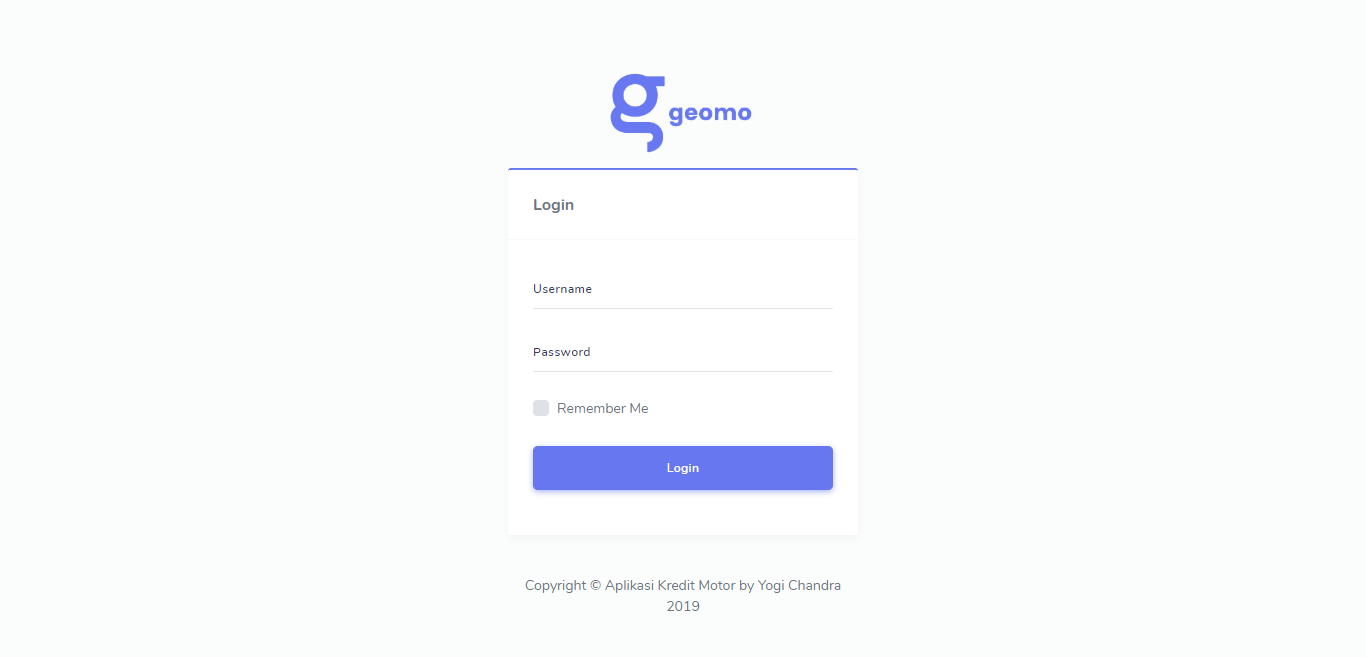 g geomo
Login
Username
Password
Remember Me
Login
Copyright © Aplikasi Kredit Motor by Yogi Chandra
2019